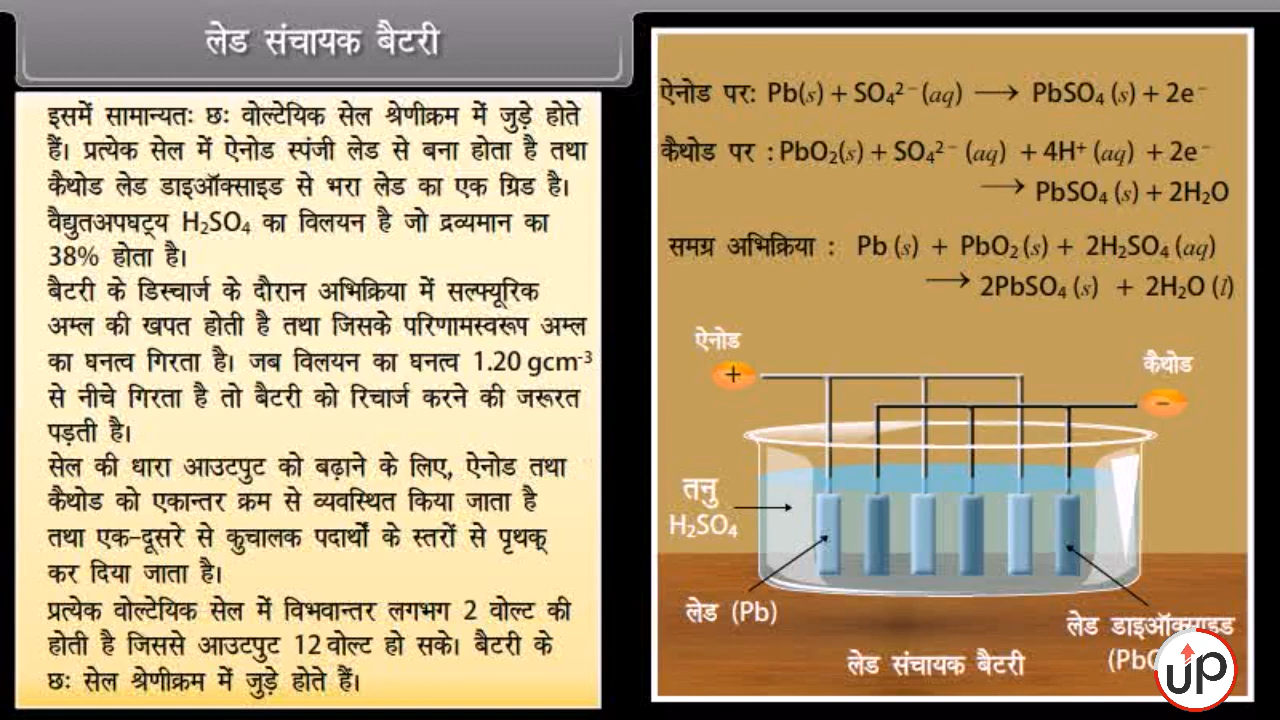 लेड संचायक बैटरी
इसमें सामान्यतः छः वोल्टेयिक सेल श्रेणीक्रम में जुड़े होते
हैं। प्रत्येक सेल में ऐनोड स्पंजी लेड से बना होता है तथा
कैथोड लेड डाइऑक्साइड से भरा लेड का एक ग्रिड है।
वैद्युतअपघट्य H₂SO₄ का विलयन है जो द्रव्यमान का
38% होता है।
बैटरी के डिस्चार्ज के दौरान अभिक्रिया में सल्फ्यूरिक
अम्ल की खपत होती है तथा जिसके परिणामस्वरूप अम्ल
का घनत्व गिरता है। जब विलयन का घनत्व 1.20 gcm⁻³
से नीचे गिरता है तो बैटरी को रिचार्ज करने की जरूरत
पड़ती है।
सेल की धारा आउटपुट को बढ़ाने के लिए, ऐनोड तथा
कैथोड को एकान्तर क्रम से व्यवस्थित किया जाता है
तथा एक-दूसरे से कुचालक पदार्थों के स्तरों से पृथक्
कर दिया जाता है।
प्रत्येक वोल्टेयिक सेल में विभवान्तर लगभग 2 वोल्ट की
होती है जिससे आउटपुट 12 वोल्ट हो सके। बैटरी के
छः सेल श्रेणीक्रम में जुड़े होते हैं।
ऐनोड पर: Pb(s) + SO₄²⁻ (aq) ⟶ PbSO₄ (s) + 2e⁻
कैथोड पर : PbO₂(s) + SO₄²⁻ (aq) + 4H⁺ (aq) + 2e⁻
⟶ PbSO₄ (s) + 2H₂O
समग्र अभिक्रिया : Pb (s) + PbO₂ (s) + 2H₂SO₄ (aq)
⟶ 2PbSO₄ (s) + 2H₂O (l)
ऐनोड
+
कैथोड
-
तनु
H₂SO₄
लेड (Pb)
लेड डाइऑक्साइड
लेड संचायक बैटरी
UP